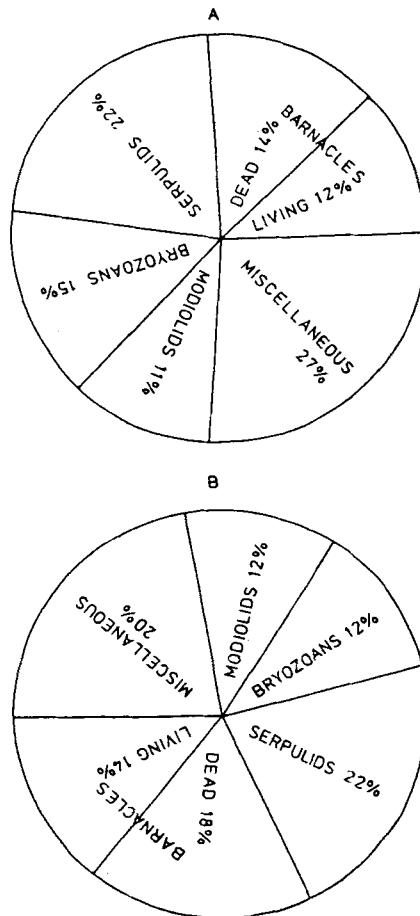 A
SERPULIDS 22%
BARNACLES
DEAD 14%
LIVING 12%
BRYOZOANS 15%
MODIOLIDS 11%
MISCELLANEOUS
27%
B
MISCELLANEOUS
20%
MODIOLIDS 12%
BRYOZOANS 12%
SERPULIDS 22%
LIVING 14%
DEAD 18%
BARNACLES